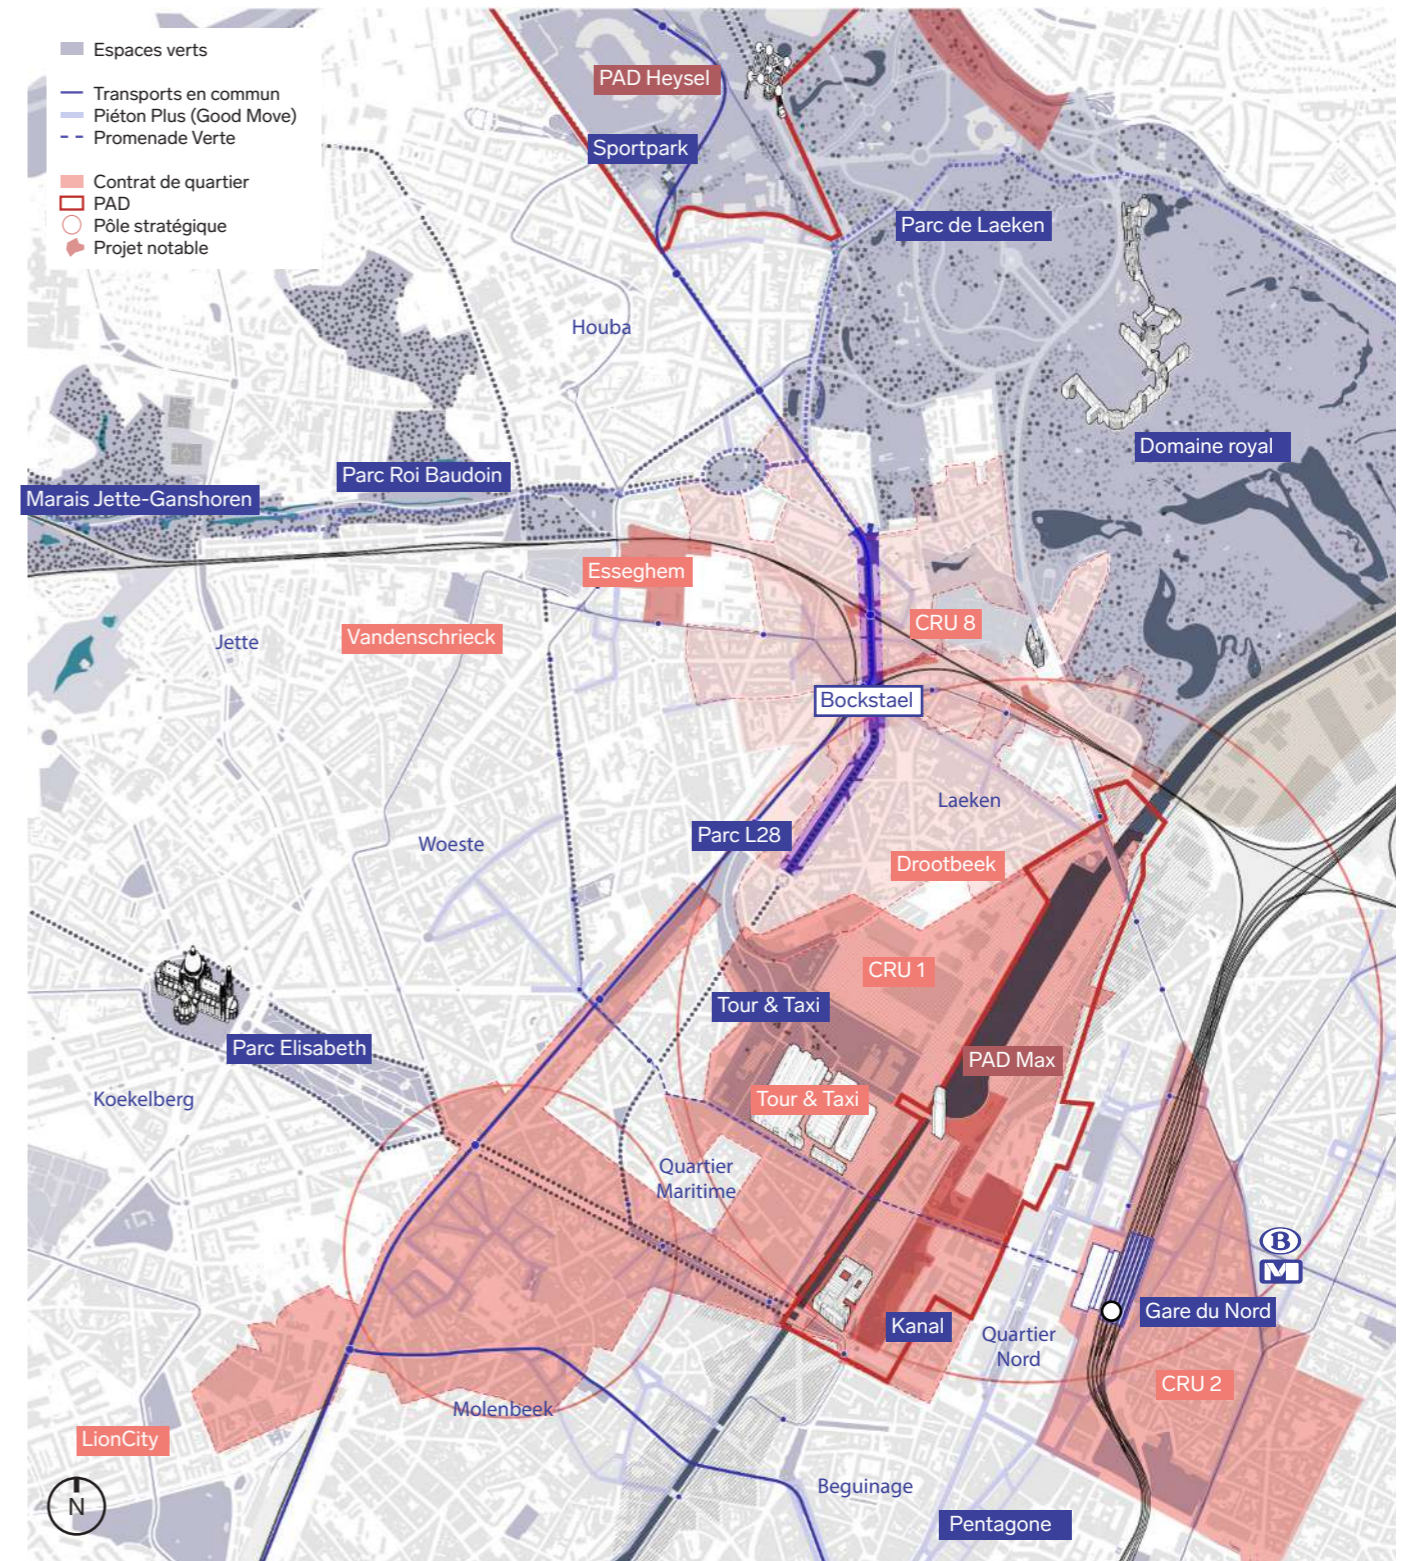 Espaces verts
Transports en commun
Piéton Plus (Good Move)
Promenade Verte
Contrat de quartier
PAD
Pôle stratégique
Projet notable
PAD Heysel
Sportpark
Parc de Laeken
Houba
Domaine royal
Parc Roi Baudoin
Marais Jette-Ganshoren
Esseghem
CRU 8
Vandenschrieck
Jette
Bockstael
Laeken
Parc L28
Woeste
Drootbeek
CRU 1
Tour & Taxi
Parc Elisabeth
PAD Max
Koekelberg
Tour & Taxi
Quartier
Maritime
B
M
Gare du Nord
Kanal
Quartier
Nord
CRU 2
Molenbeek
LionCity
Beguinage
N
Pentagone